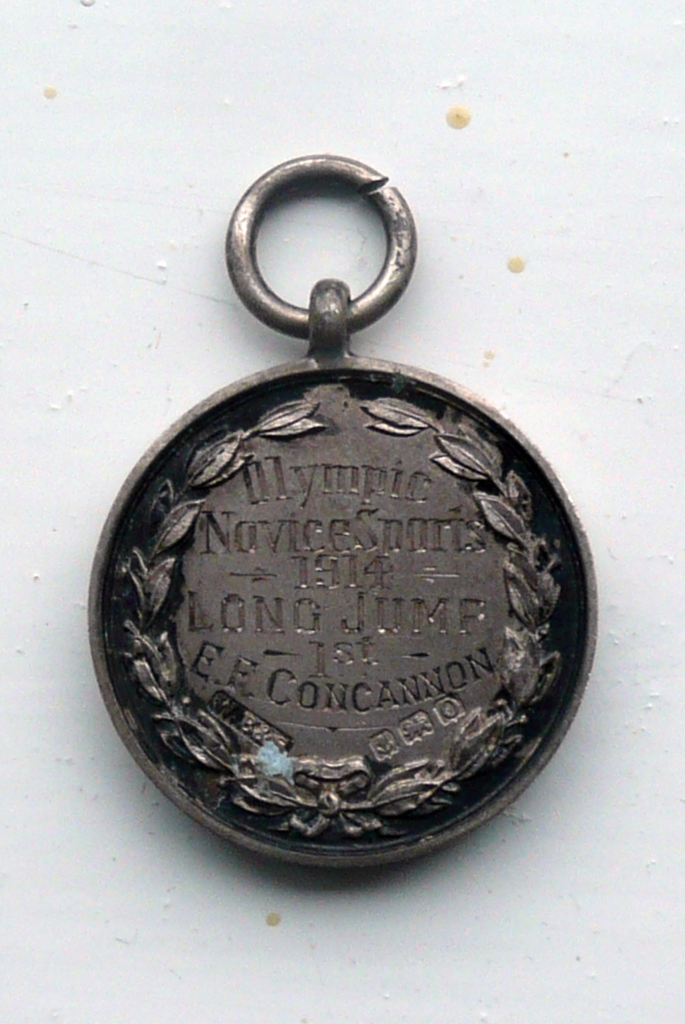 Olympic
Novice Sports
1914
LONG JUMP
1st
E.F. CONCANNON